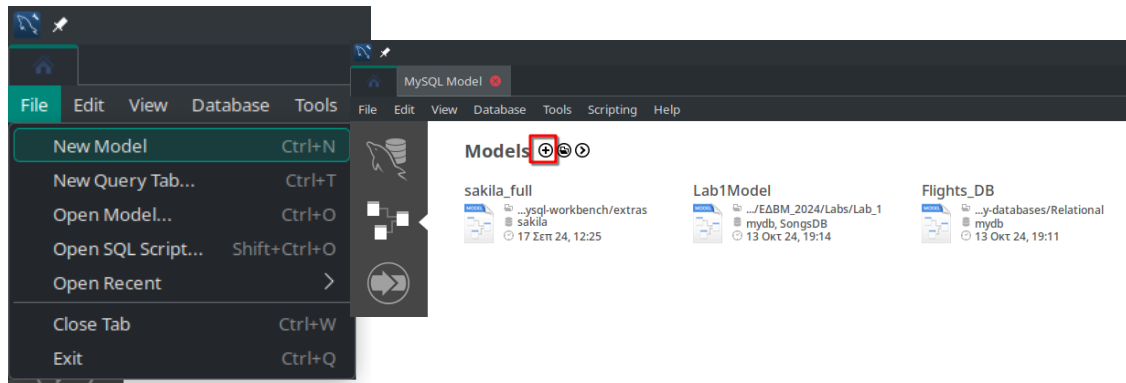 File Edit View Database Tools
New Model Ctrl+N
New Query Tab... Ctrl+T
Open Model... Ctrl+O
Open SQL Script... Shift+Ctrl+O
Open Recent
Close Tab Ctrl+W
Exit Ctrl+Q
MySQL Model
File Edit View Database Tools Scripting Help
Models
sakila_full
...ysql-workbench/extras
sakila
17 Σεπ 24, 12:25
Lab1Model
.../ΕΔΒΜ_2024/Labs/Lab_1
mydb, SongsDB
13 Οκτ 24, 19:14
Flights_DB
...y-databases/Relational
mydb
13 Οκτ 24, 19:11